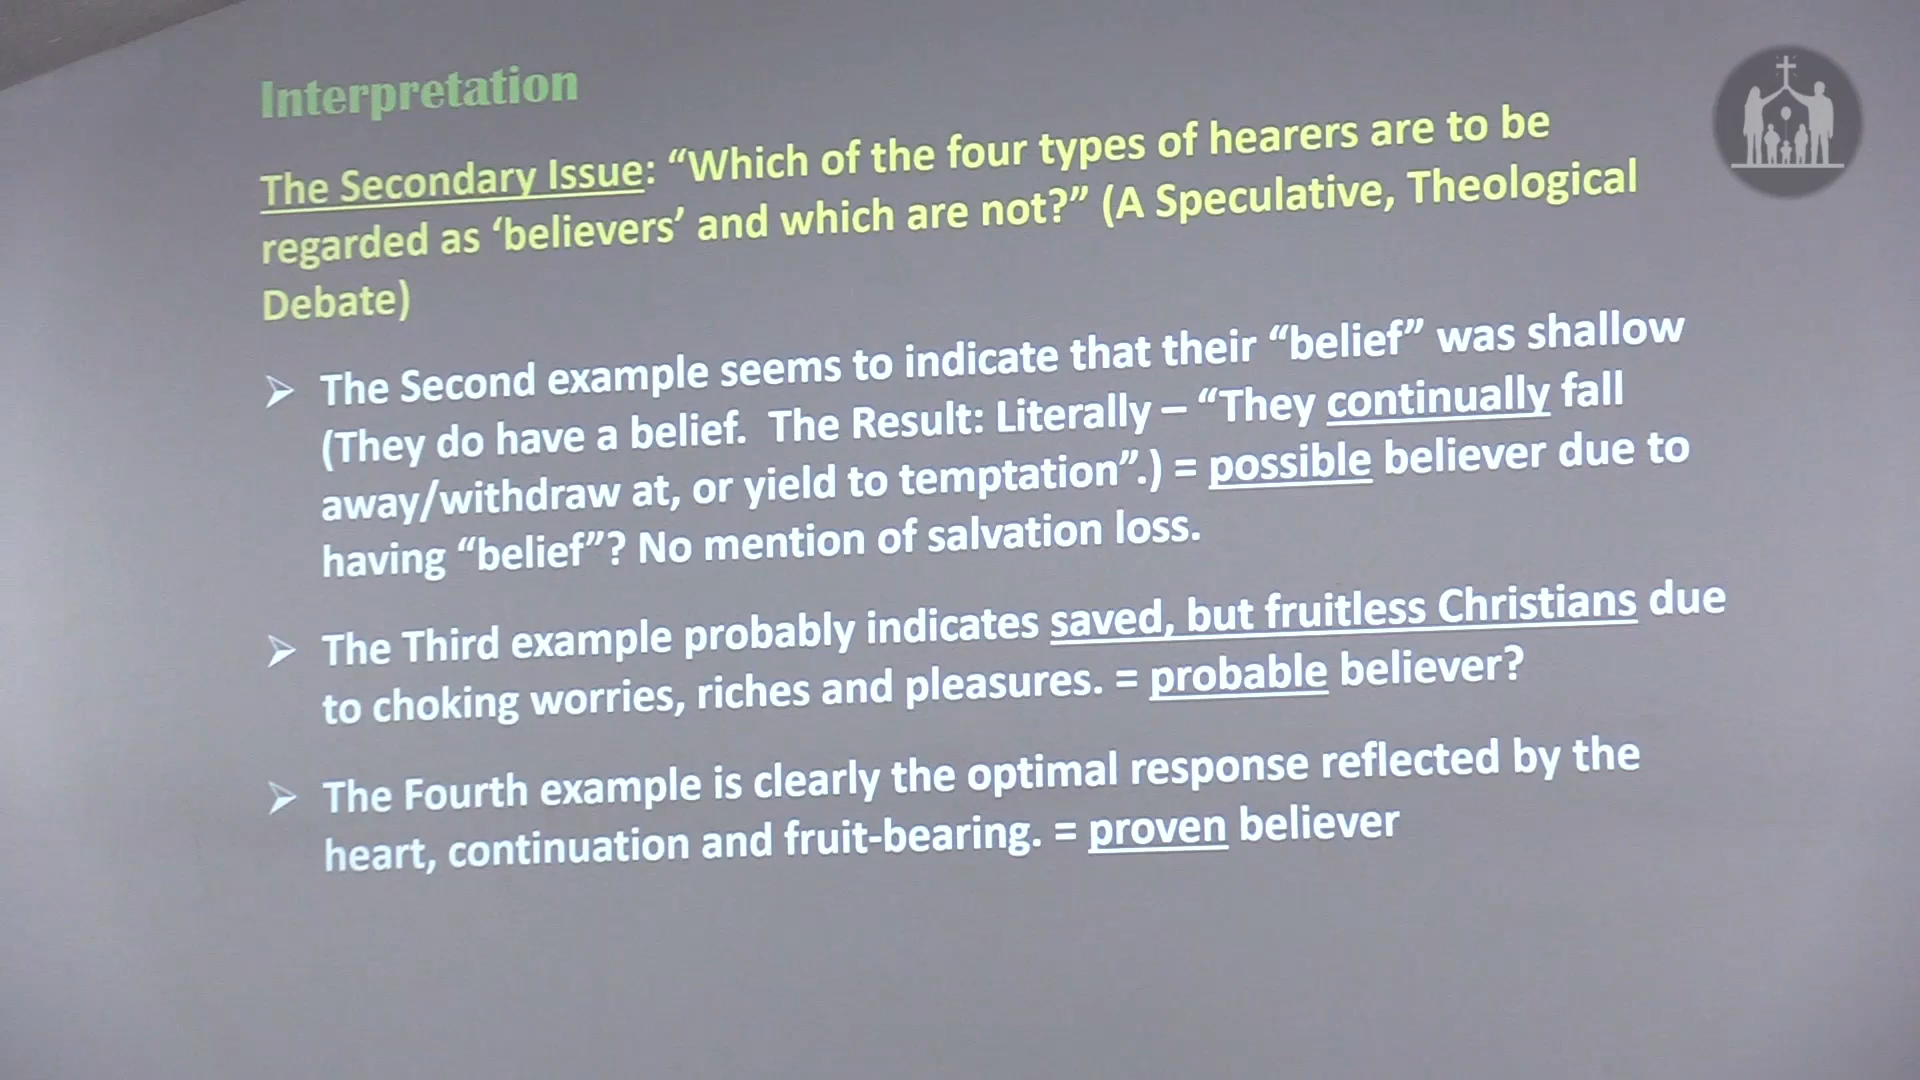 Interpretation
The Secondary Issue: “Which of the four types of hearers are to be
regarded as ‘believers’ and which are not?” (A Speculative, Theological
Debate)
➢ The Second example seems to indicate that their “belief” was shallow
(They do have a belief.  The Result: Literally – “They continually fall
away/withdraw at, or yield to temptation”.) = possible believer due to
having “belief”? No mention of salvation loss.
➢ The Third example probably indicates saved, but fruitless Christians due
to choking worries, riches and pleasures. = probable believer?
➢ The Fourth example is clearly the optimal response reflected by the
heart, continuation and fruit-bearing. = proven believer